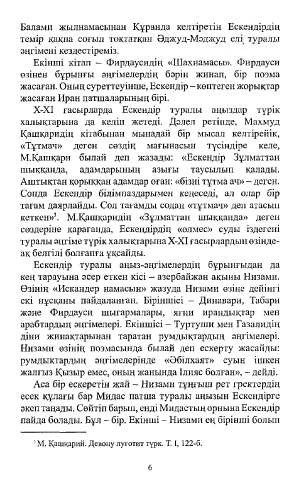 Балами жылнамасынан Құранда келтіретін Ескендірдің
темір қақпа соғып тоқтатқан Әджуд-Мәджуд елі туралы
әңгімені кездестіреміз.
Екінші кітап – Фирдаусидің «Шахнамасы». Фирдауси
өзінен бұрынғы әңгімелердің бәрін жинап, бір поэма
жасаған. Оның суреттеуінше, Ескендір – көптеген жорықтар
жасаған Иран патшаларының бірі.
X-XI ғасырларда Ескендір туралы аңыздар түрік
халықтарына да келіп жетеді. Дәлел ретінде, Махмуд
Қашқаридің кітабынан мынадай бір мысал келтірейік,
«Тұтмач» деген сөздің мағынасын түсіндіре келе,
М.Қашқари былай деп жазады: «Ескендір Зұлматтан
шыққанда, адамдарының азығы таусылып қалады.
Аштықтан қорыққан адамдар оған: «бізні тұтма ач» – деген.
Сонда Ескендір білімпаздарымен кеңеседі, ал олар бір
тағам даярлайды. Сод тағамды содан «тұтмач» деп атасып
кеткен»¹. М.Қашқаридің «Зұлматтан шыққанда» деген
сөздеріне қарағанда, Ескендірдің «өлмес» суды іздегені
туралы әңгіме түрік халықтарына X-XI ғасырлардың өзінде-
ақ белгілі болғанға ұқсайды.
Ескендір туралы аңыз-әңгімелердің бұрынғыдан да
кең тарауына әсер еткен кісі – азербайжан ақыны Низами.
Өзінің «Искандер намасын» жазуда Низами өзіне дейінгі
екі нұсқаны пайдаланған. Біріншісі – Динавари, Табари
және Фирдауси шығармалары, яғни ирандықтар мен
арабтардың әңгімелері. Екіншісі – Туртуши мен Газалидің
діни жинақтарынан тараған румдықтардың әңгімелері.
Низами өзінің поэмасында былай деп ескерту жасайды:
румдықтардың әңгімелерінде «Әбілхаят» суын ішкен
жалғыз Қызыр емес, оның жанында Ілияс болған», – дейді.
Аса бір ескеретін жай – Низами тұңғыш рет гректердің
есек құлағы бар Мидас патша туралы аңызын Ескендірге
әкеп таңады. Сөйтіп барып, енді Мидастың орнына Ескендір
пайда болады. Бұл – бір, Екінші – Низами ең бірінші болып
¹ М. Қашқарий. Девону луготит турк. Т. I, 122-б.
6